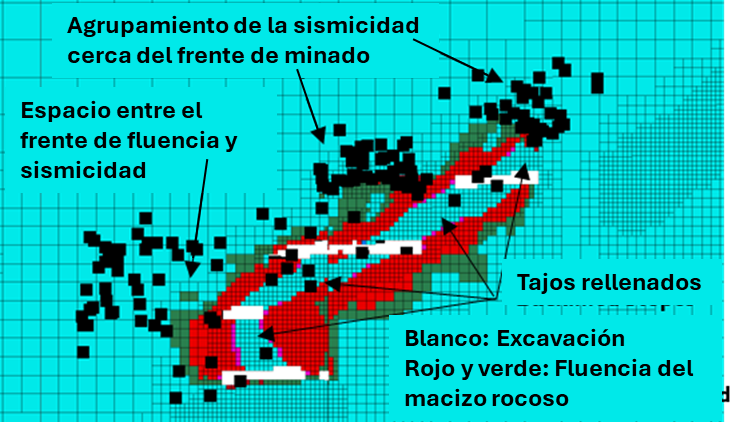 Agrupamiento de la sismicidad
cerca del frente de minado
Espacio entre el
frente de fluencia y
sismicidad
Tajos rellenados
Blanco: Excavación
Rojo y verde: Fluencia del
macizo rocoso